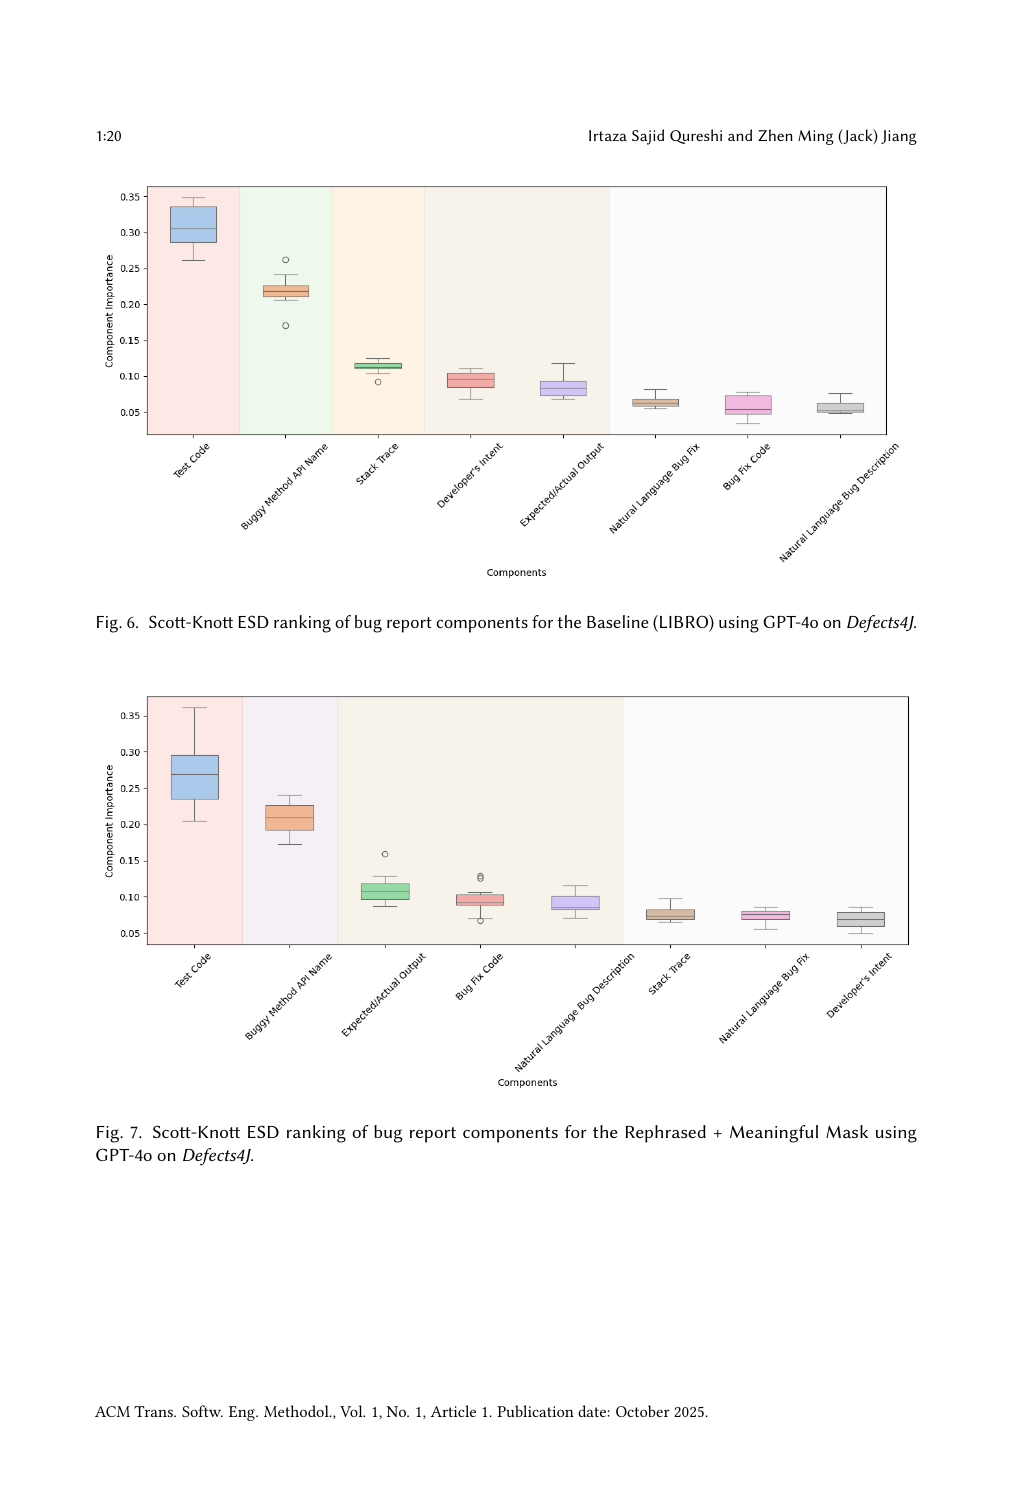 1:20
Irtaza Sajid Qureshi and Zhen Ming (Jack) Jiang
0.35
0.30
0.25
0.20
0.15
0.10
0.05
Component Importance
Test Code
Buggy Method API Name
Stack Trace
Developer's Intent
Expected/Actual Output
Natural Language Bug Fix
Bug Fix Code
Natural Language Bug Description
Components
Fig. 6. Scott-Knott ESD ranking of bug report components for the Baseline (LIBRO) using GPT-4o on Defects4J.
0.35
0.30
0.25
0.20
0.15
0.10
0.05
Component Importance
Test Code
Buggy Method API Name
Expected/Actual Output
Bug Fix Code
Natural Language Bug Description
Stack Trace
Natural Language Bug Fix
Developer's Intent
Components
Fig. 7. Scott-Knott ESD ranking of bug report components for the Rephrased + Meaningful Mask using
GPT-4o on Defects4J.
ACM Trans. Softw. Eng. Methodol., Vol. 1, No. 1, Article 1. Publication date: October 2025.